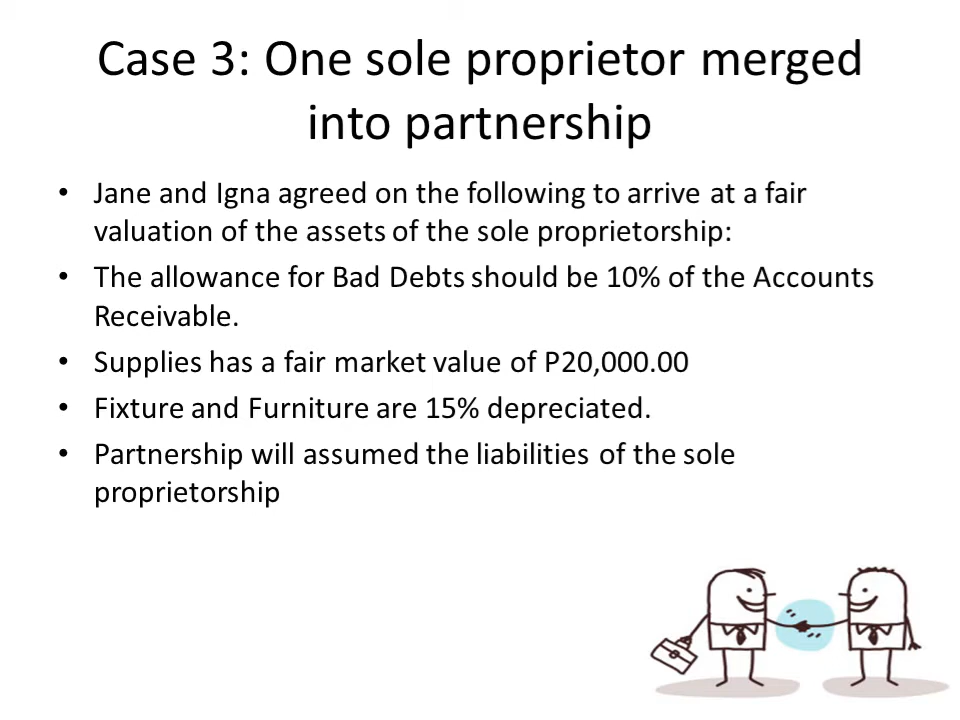 Case 3: One sole proprietor merged
into partnership
• Jane and Igna agreed on the following to arrive at a fair
valuation of the assets of the sole proprietorship:
• The allowance for Bad Debts should be 10% of the Accounts
Receivable.
• Supplies has a fair market value of P20,000.00
• Fixture and Furniture are 15% depreciated.
• Partnership will assumed the liabilities of the sole
proprietorship